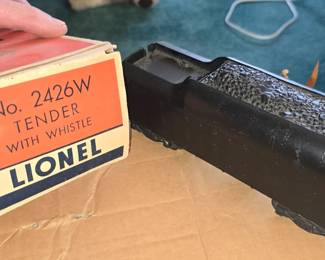 No. 2426W
TENDER
WITH WHISTLE
LIONEL